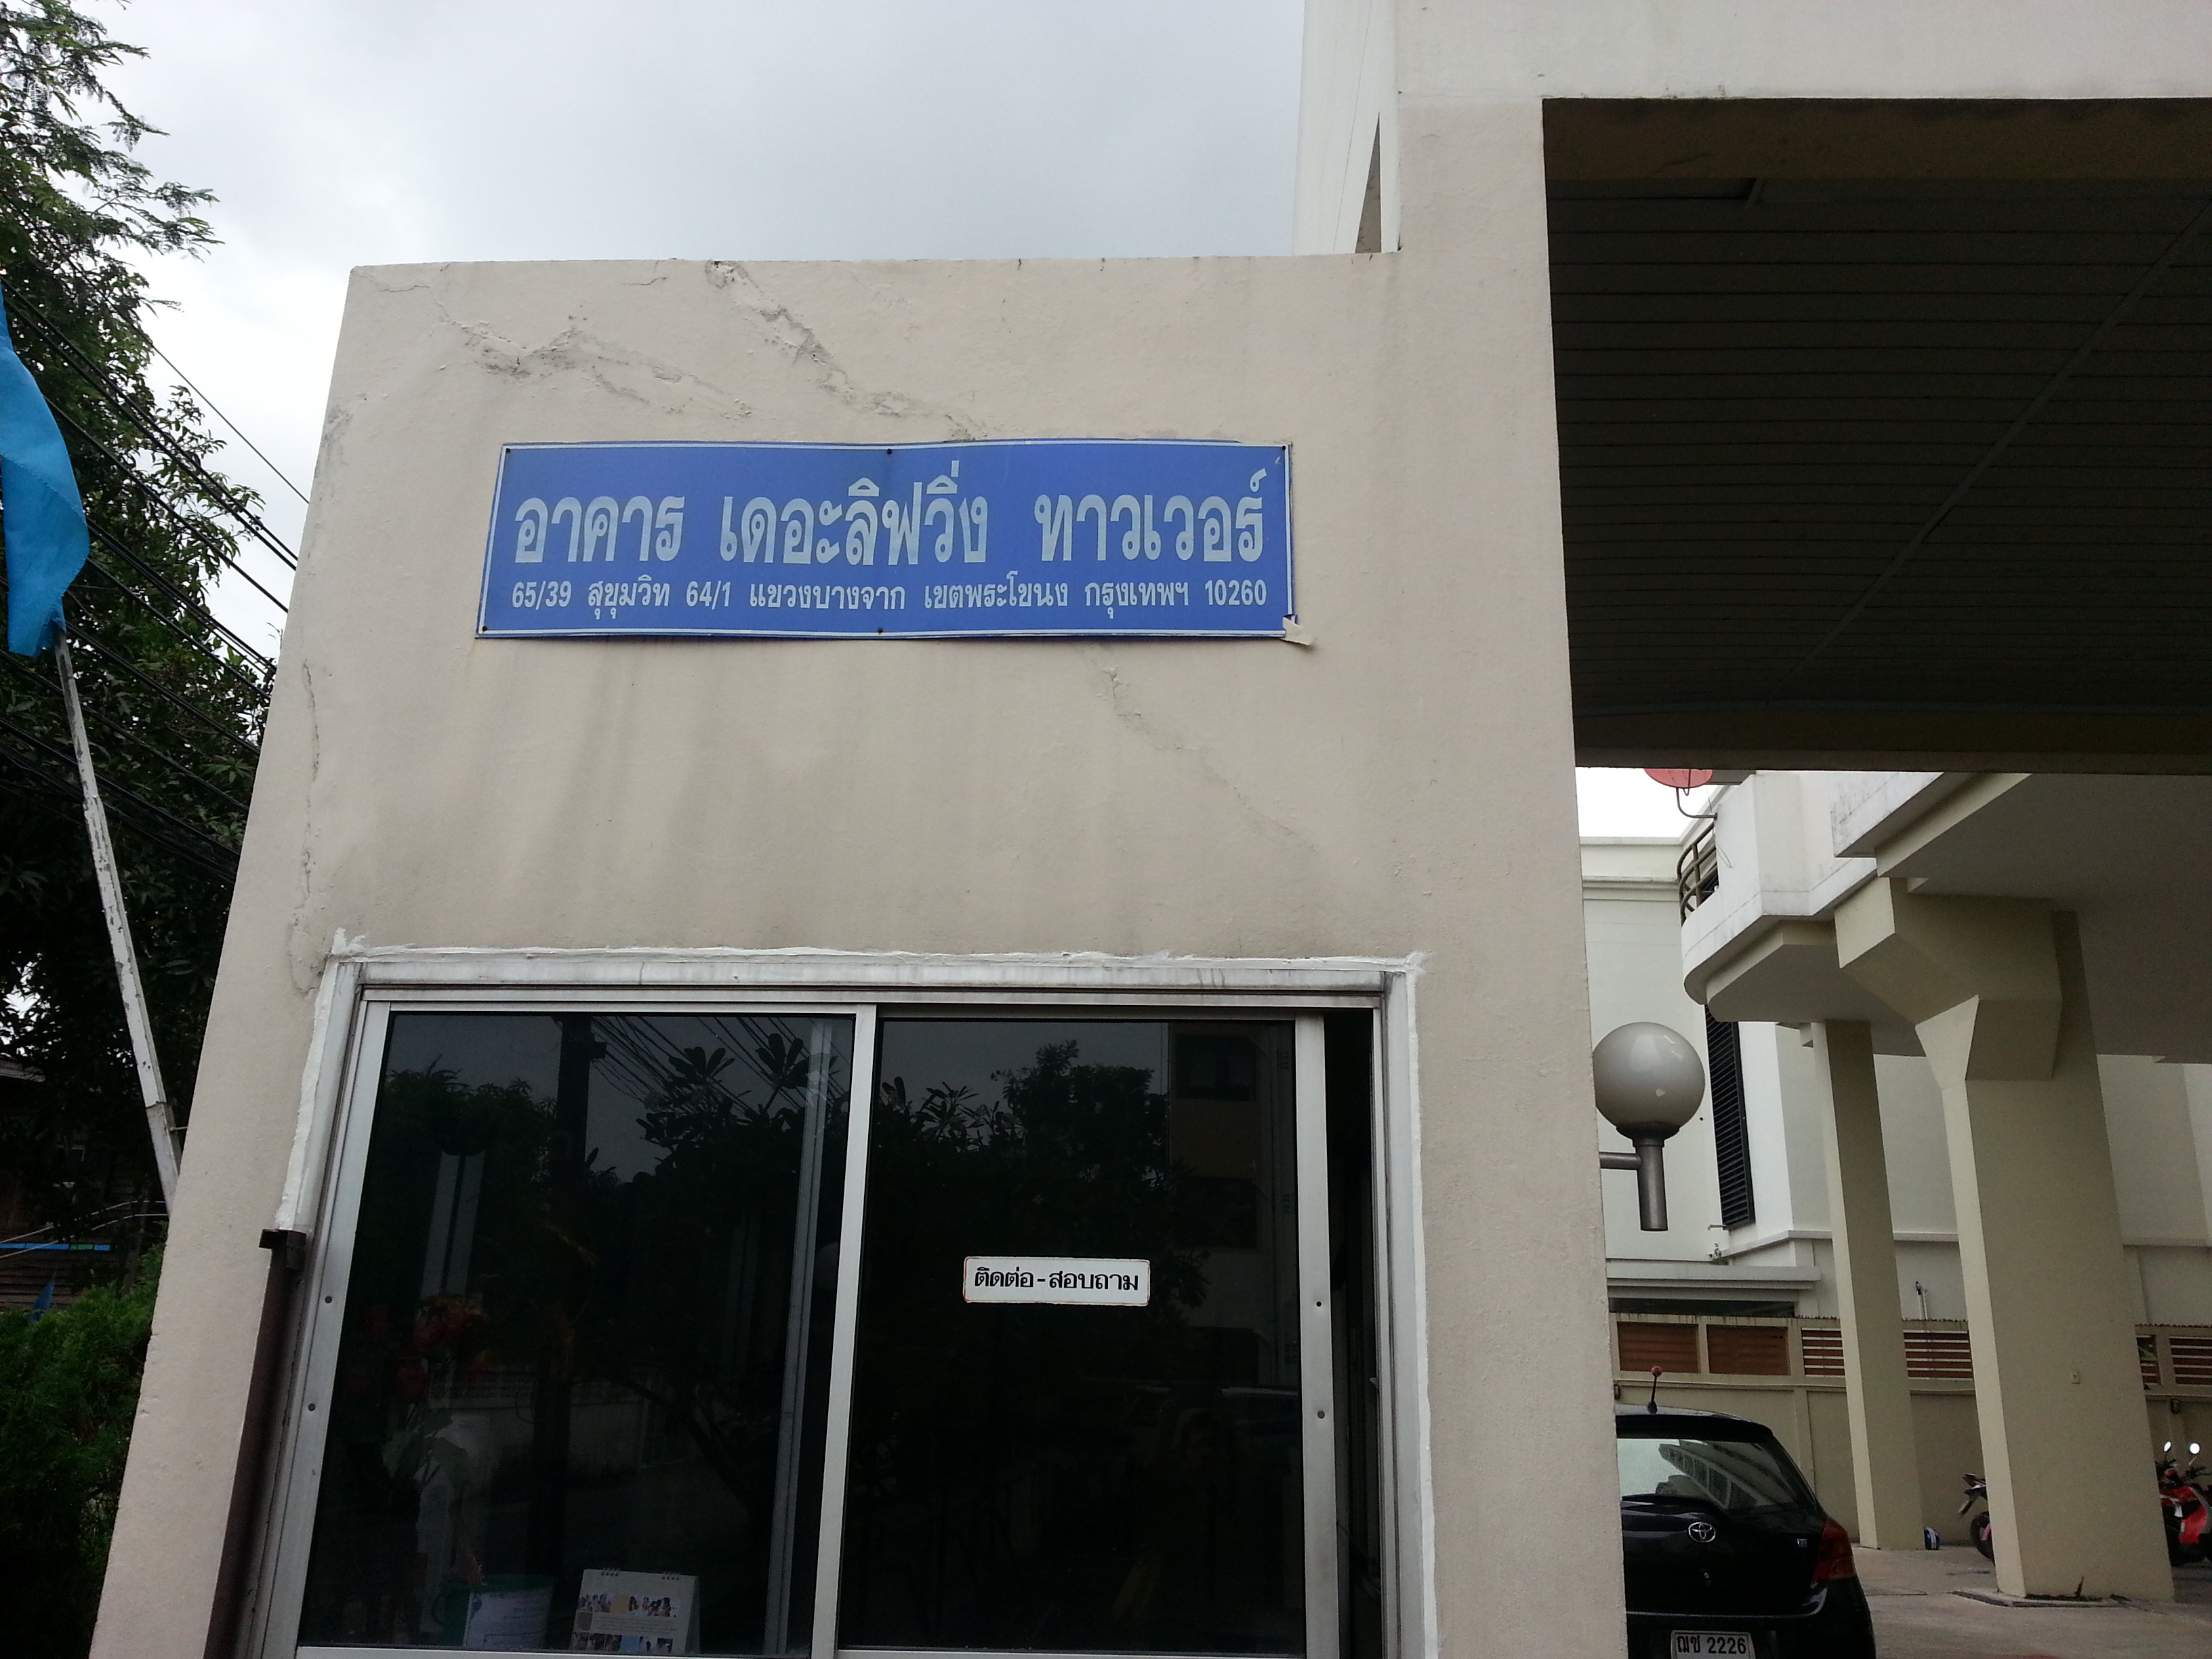 อาคาร เดอะลิฟวิ่ง ทาวเวอร์
65/39 สุขุมวิท 64/1 แขวงบางจาก เขตพระโขนง กรุงเทพฯ 10260
ติดต่อ-สอบถาม
ฌช 2226